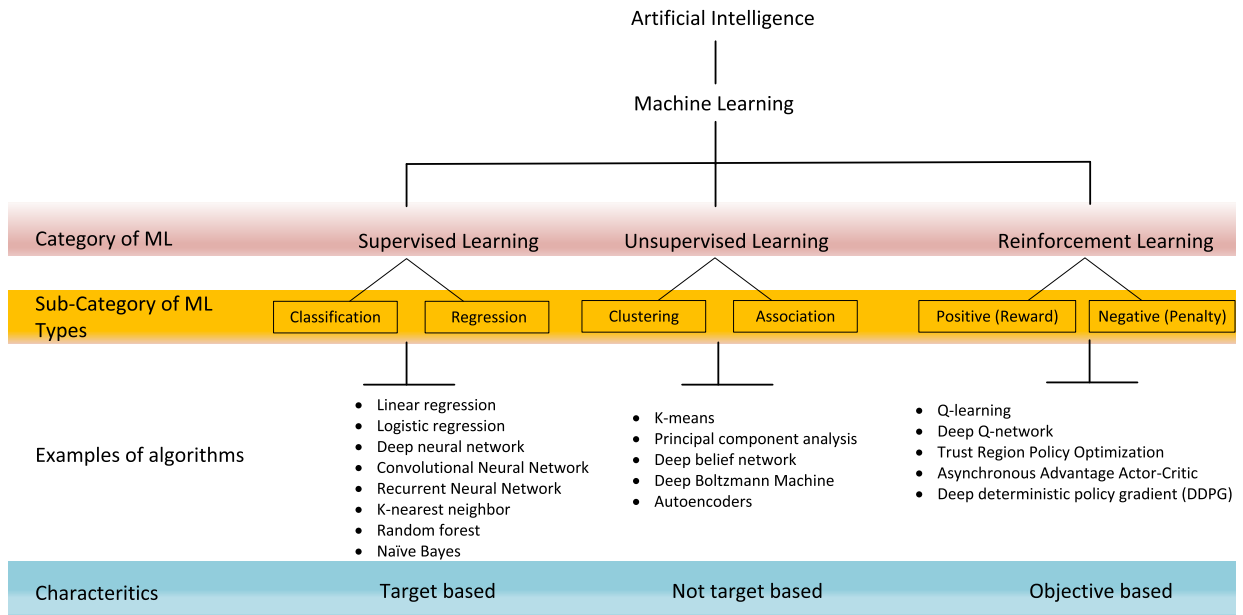 Artificial Intelligence
Machine Learning
Category of ML
Supervised Learning
Unsupervised Learning
Reinforcement Learning
Sub-Category of ML
Types
Classification
Regression
Clustering
Association
Positive (Reward)
Negative (Penalty)
Examples of algorithms
• Linear regression
• Logistic regression
• Deep neural network
• Convolutional Neural Network
• Recurrent Neural Network
• K-nearest neighbor
• Random forest
• Naïve Bayes
• K-means
• Principal component analysis
• Deep belief network
• Deep Boltzmann Machine
• Autoencoders
• Q-learning
• Deep Q-network
• Trust Region Policy Optimization
• Asynchronous Advantage Actor-Critic
• Deep deterministic policy gradient (DDPG)
Characteritics
Target based
Not target based
Objective based